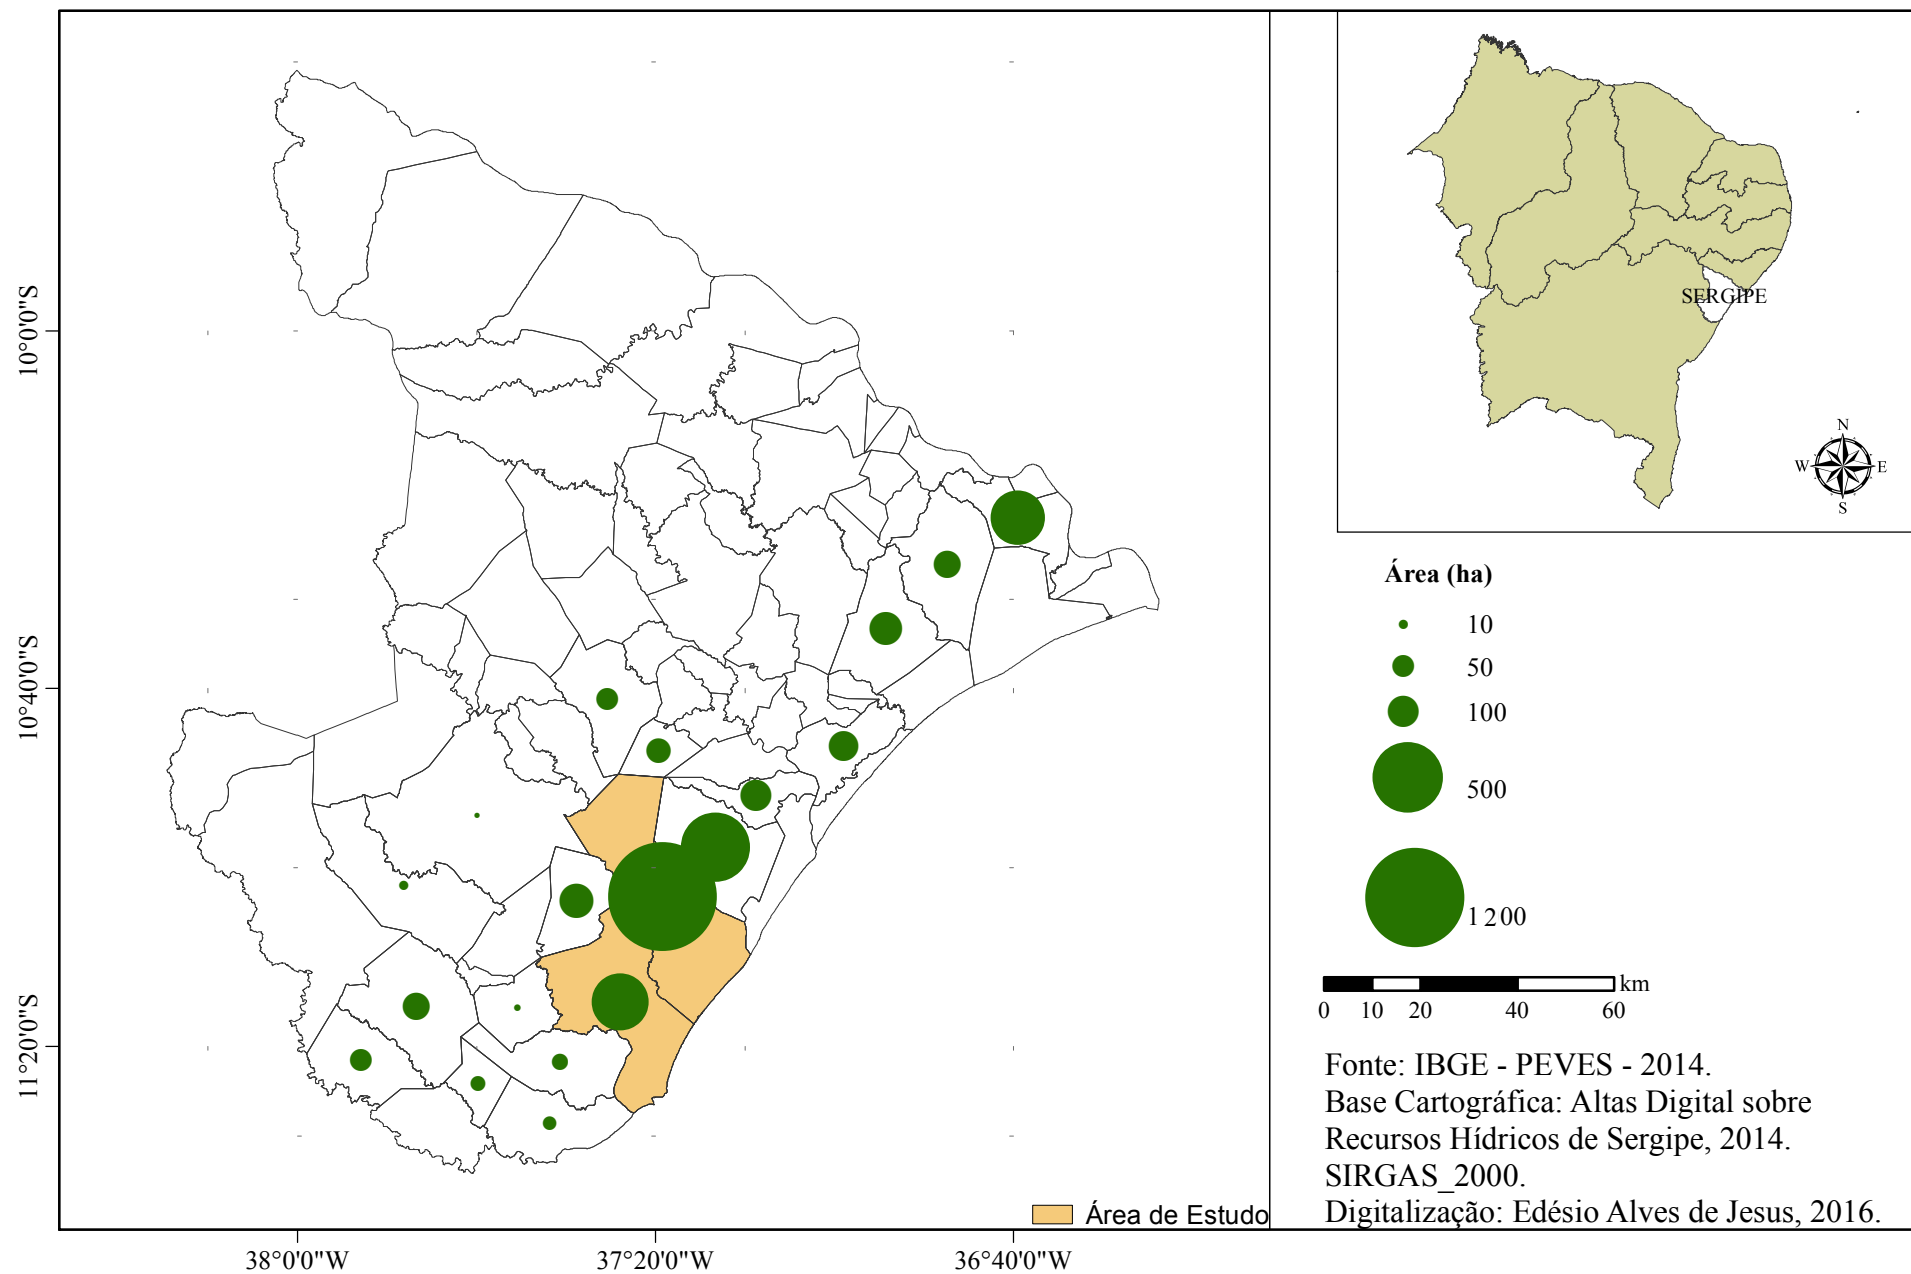 10°0'0"S
10°40'0"S
11°20'0"S
38°0'0"W
37°20'0"W
36°40'0"W
Área de Estudo
SERGIPE
N
W
E
S
Área (ha)
10
50
100
500
1 200
km
0 10 20 40 60
Fonte: IBGE - PEVES - 2014.
Base Cartográfica: Altas Digital sobre
Recursos Hídricos de Sergipe, 2014.
SIRGAS_2000.
Digitalização: Edésio Alves de Jesus, 2016.